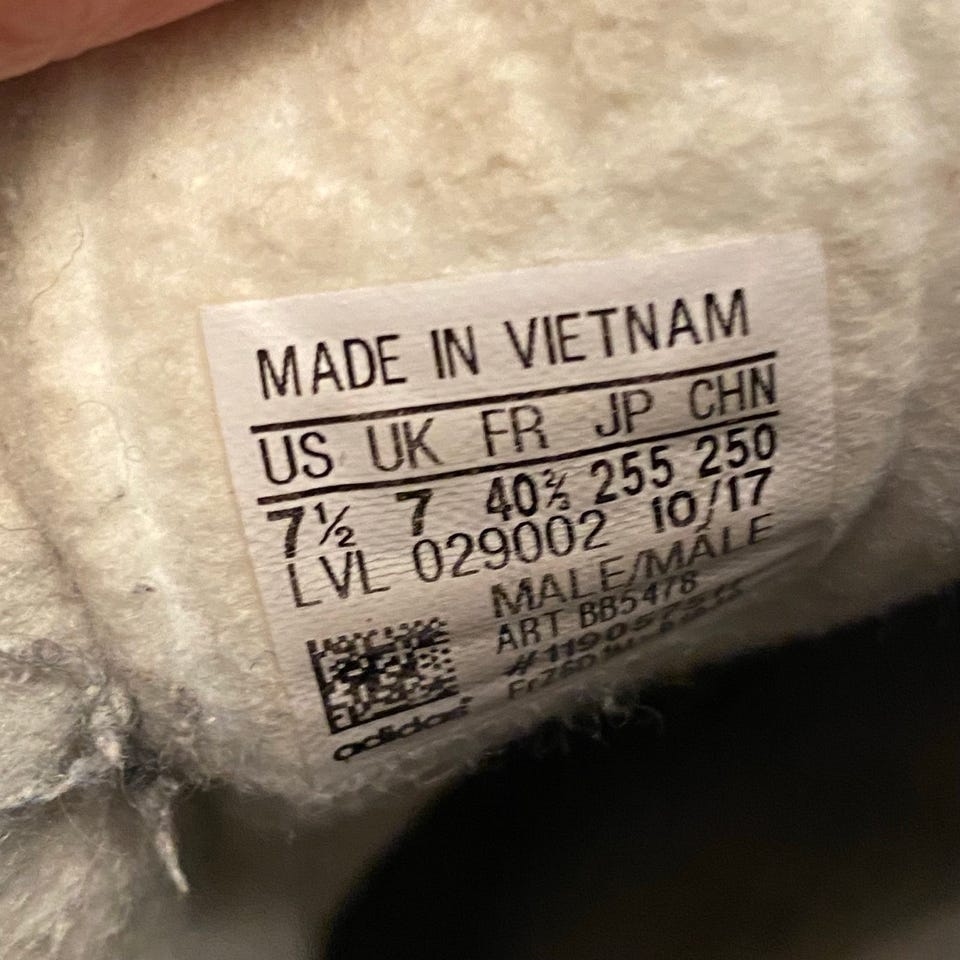 MADE IN VIETNAM
US UK FR JP CHN
7½ 7 40⅔ 255 250
LVL 029002 10/17
MALE/MALE
ART BB5478
adidas